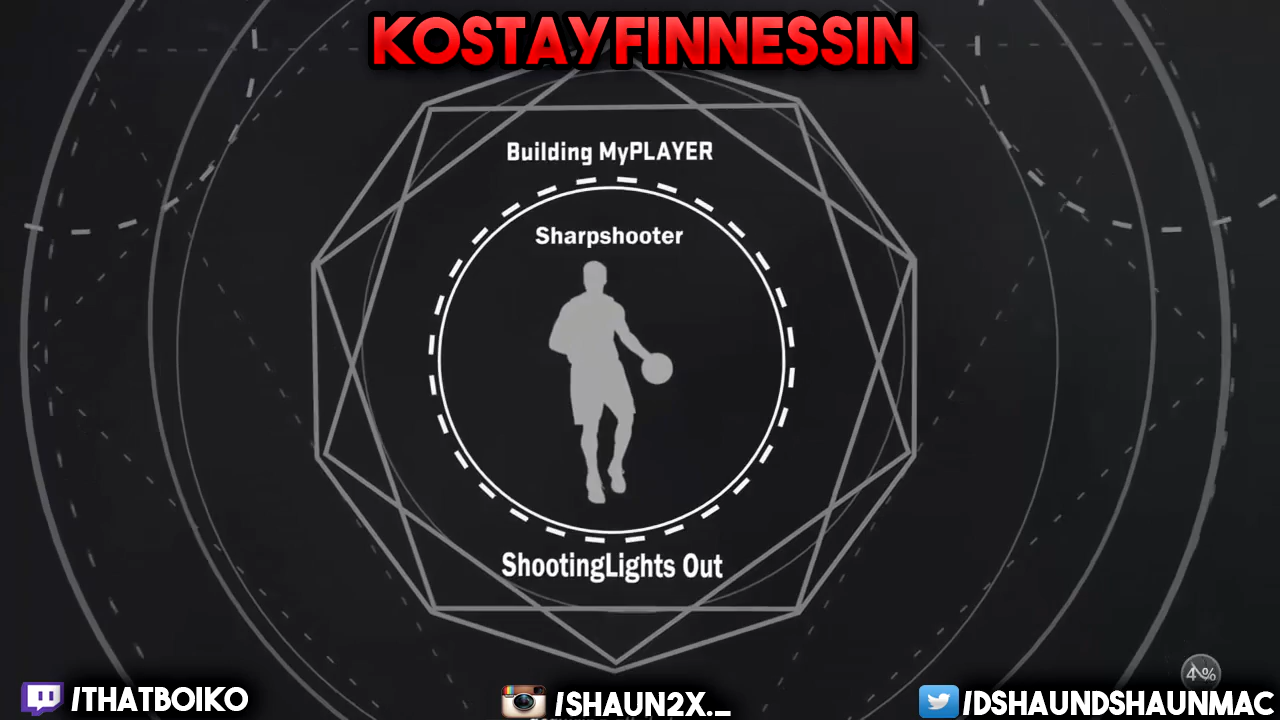 KOSTAYFINNESSIN
Building MyPLAYER
Sharpshooter
ShootingLights Out
4%
/THATBOIKO
/SHAUN2X._
/DSHAUNDSHAUNMAC